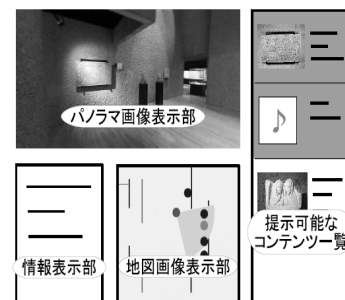 パノラマ画像表示部
情報表示部
地図画像表示部
提示可能な
コンテンツ一覧